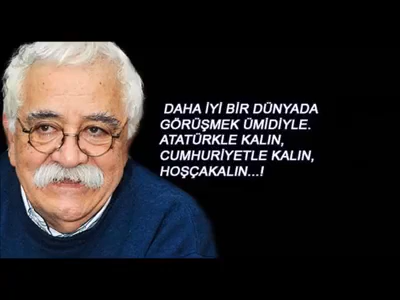 DAHA İYİ BİR DÜNYADA
GÖRÜŞMEK ÜMİDİYLE.
ATATÜRKLE KALIN,
CUMHURİYETLE KALIN,
HOŞÇAKALIN...!